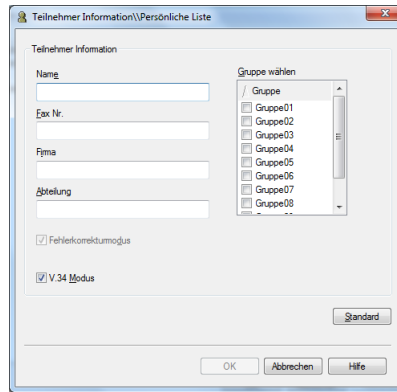 Teilnehmer Information\\Persönliche Liste
Teilnehmer Information
Name
Fax Nr.
Firma
Abteilung
Fehlerkorrekturmodus
V.34 Modus
Gruppe wählen
/ Gruppe
Gruppe01
Gruppe02
Gruppe03
Gruppe04
Gruppe05
Gruppe06
Gruppe07
Gruppe08
Standard
OK Abbrechen Hilfe